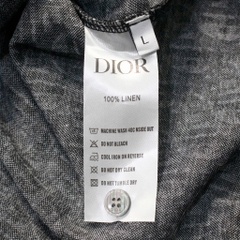 L
DIOR
100% LINEN
MACHINE WASH 40C INSIDE OUT
DO NOT BLEACH
COOL IRON ON REVERSE
DO NOT DRY CLEAN
DO NOT TUMBLE DRY